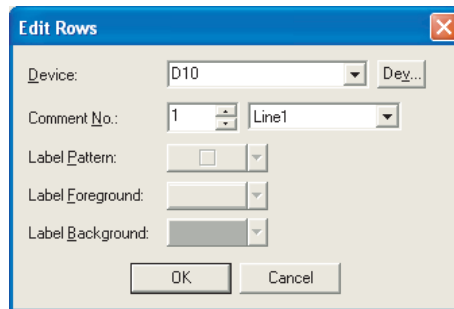 Edit Rows
Device: D10 Dev...
Comment No.: 1 Line1
Label Pattern:
Label Foreground:
Label Background:
OK Cancel